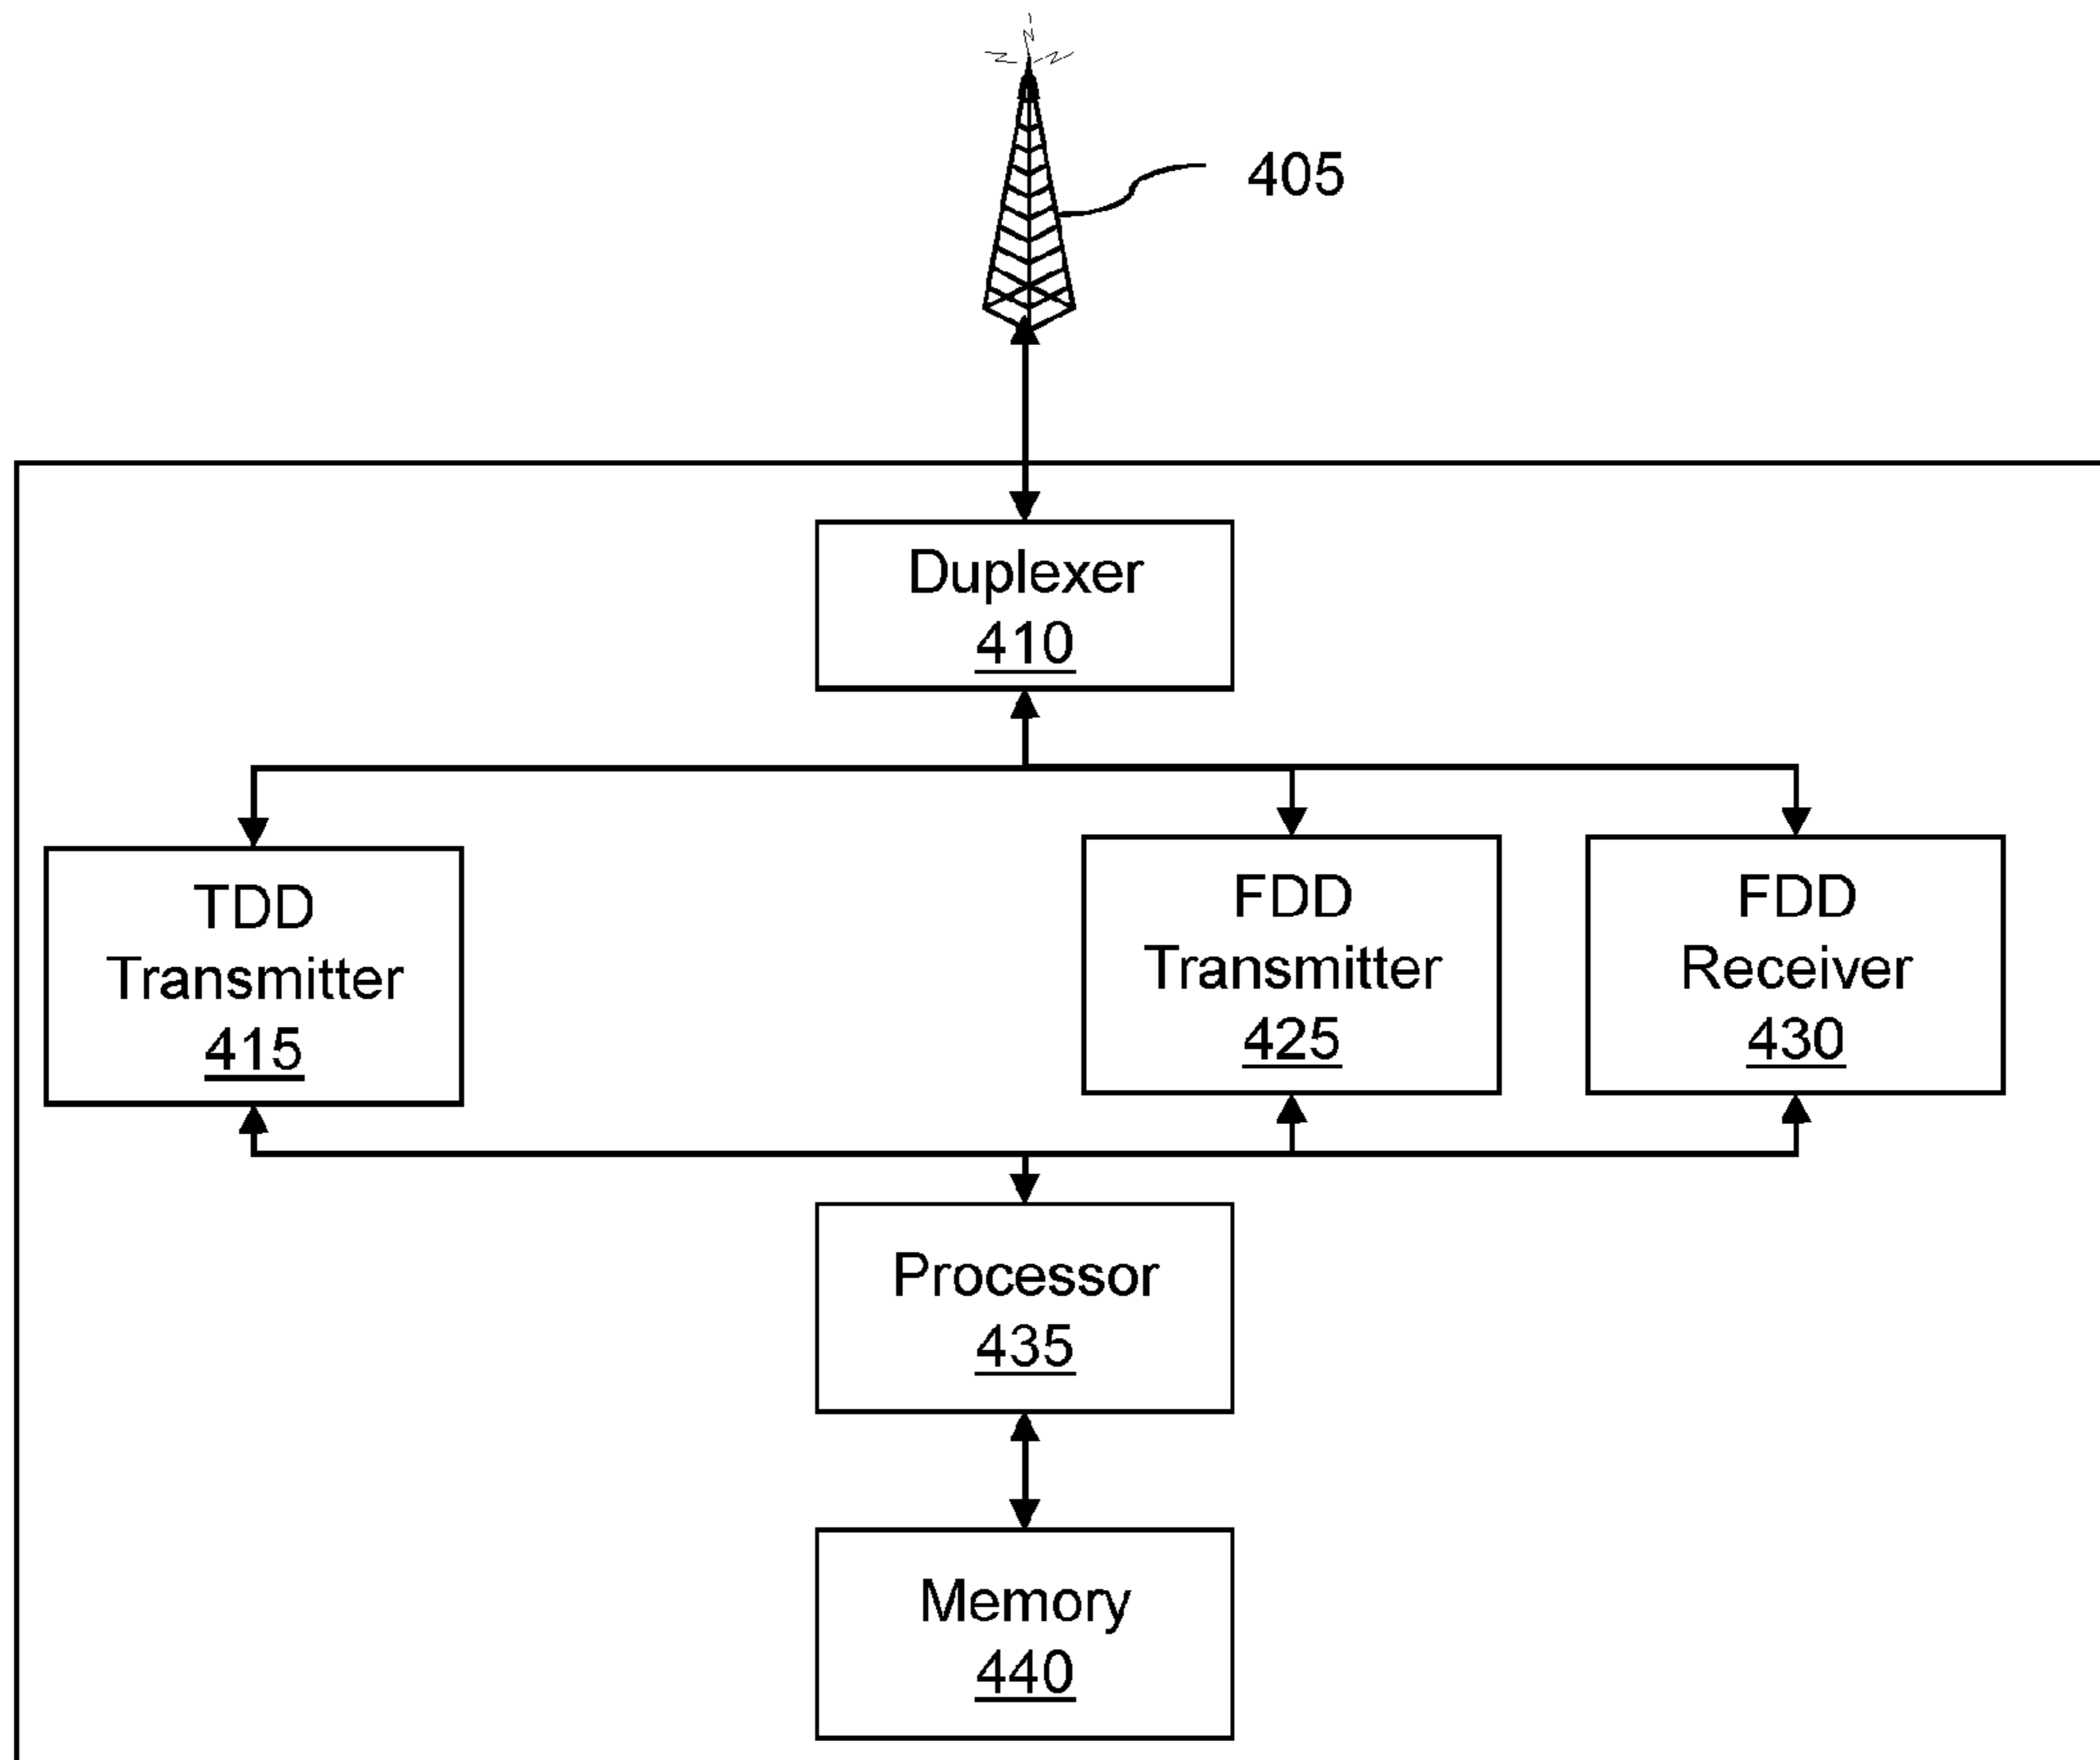 405
Duplexer
410
TDD
Transmitter
415
FDD
Transmitter
425
FDD
Receiver
430
Processor
435
Memory
440